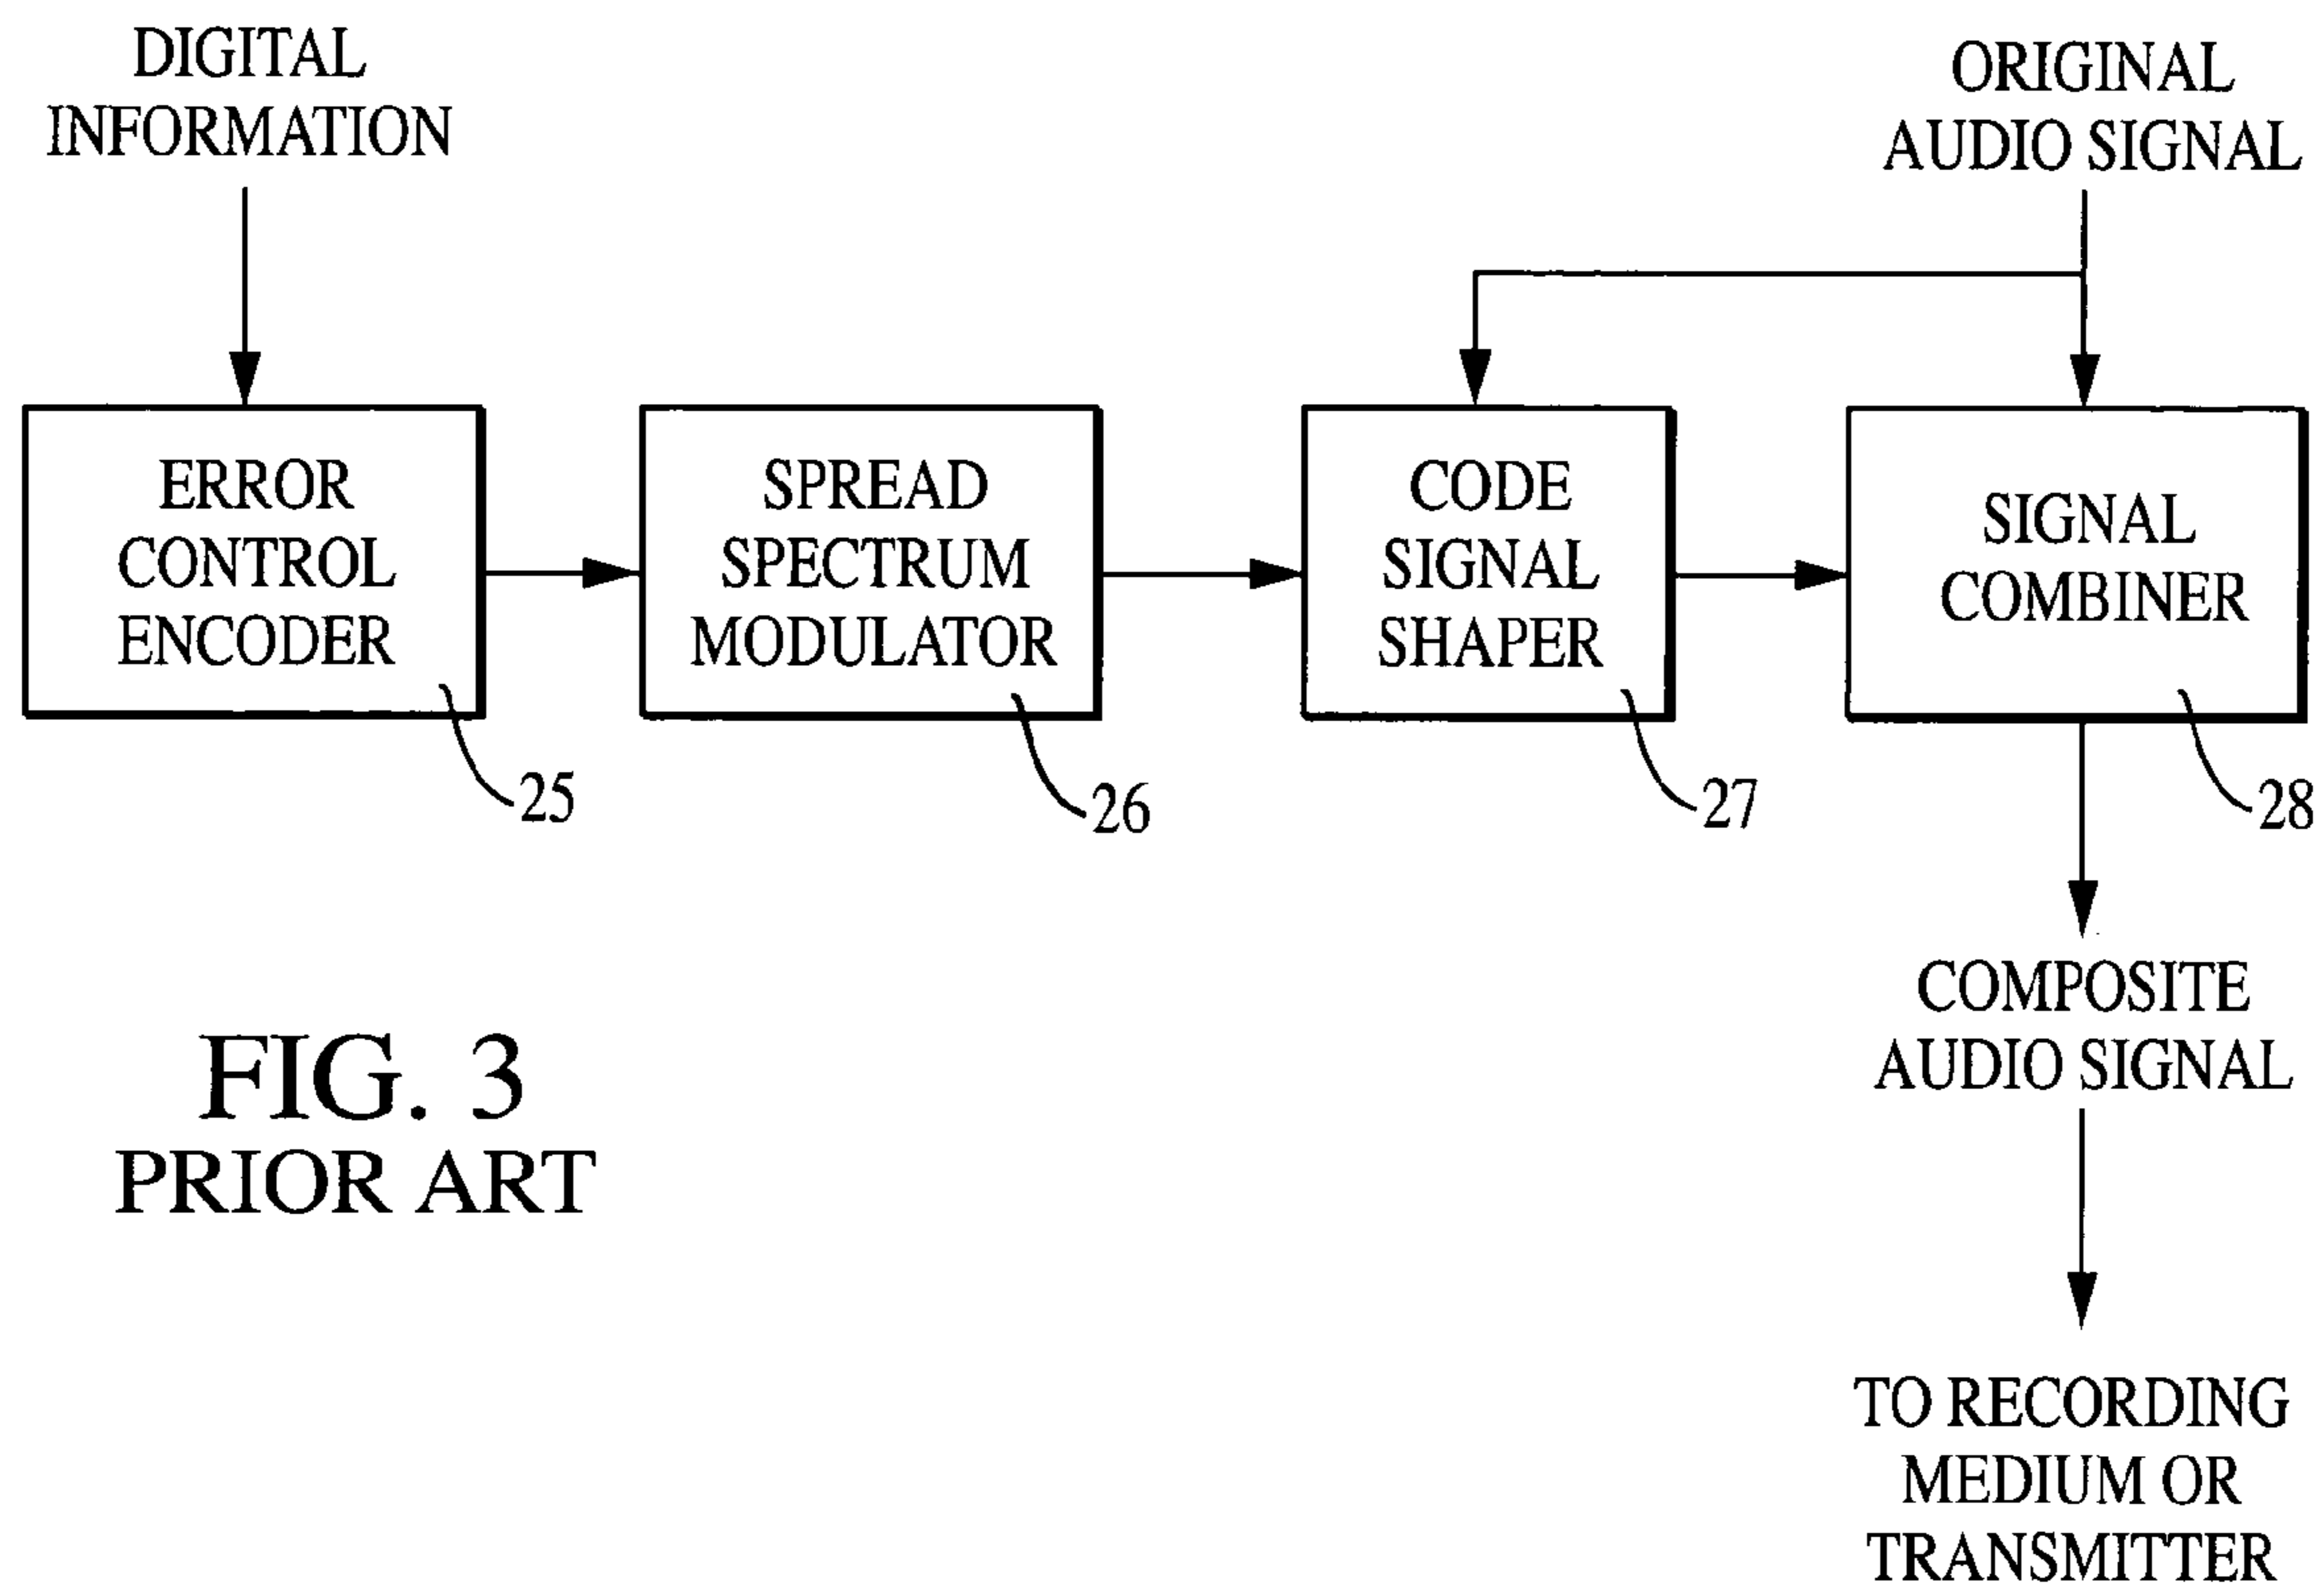 DIGITAL
INFORMATION
ORIGINAL
AUDIO SIGNAL
ERROR
CONTROL
ENCODER
25
SPREAD
SPECTRUM
MODULATOR
26
CODE
SIGNAL
SHAPER
27
SIGNAL
COMBINER
28
COMPOSITE
AUDIO SIGNAL
TO RECORDING
MEDIUM OR
TRANSMITTER
FIG. 3
PRIOR ART